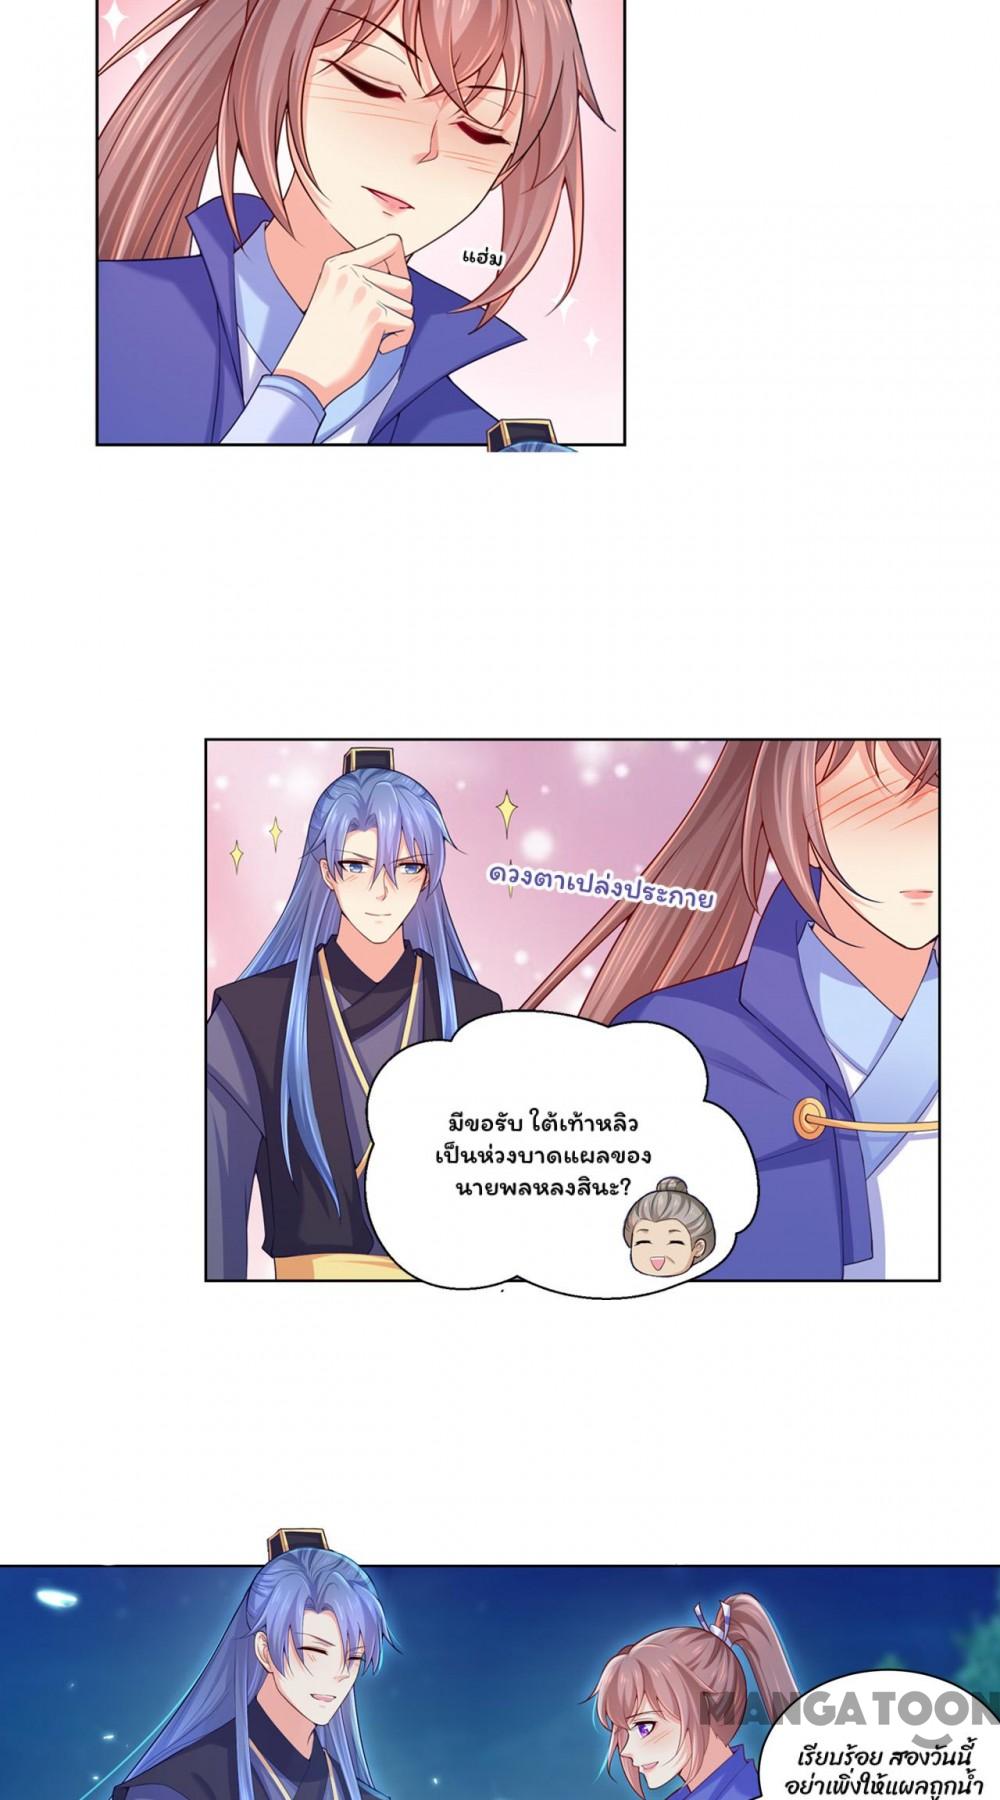 แฮ่ม
ดวงตาเปล่งประกาย
มีขอรับ ใต้เท้าหลิว
เป็นห่วงบาดแผลของ
นายพลหลงสินะ?
MANGATOON
เรียบร้อย สองวันนี้
อย่าเพิ่งให้แผลถูกน้ำ